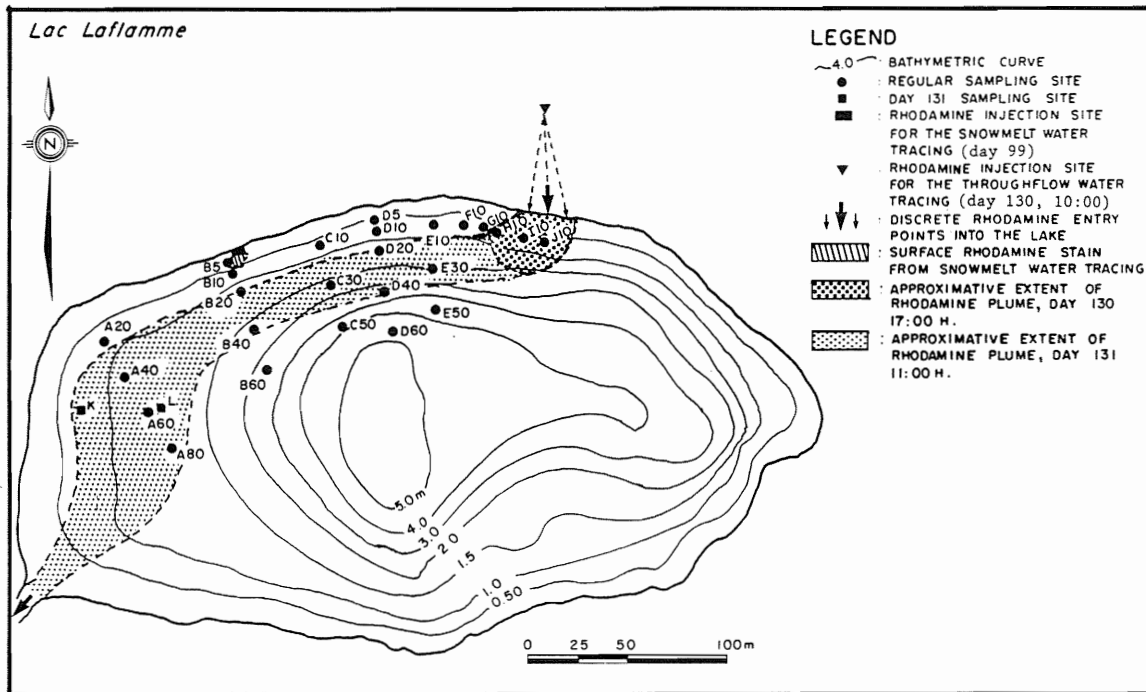 Lac Laflamme
N
LEGEND
4.0 : BATHYMETRIC CURVE
: REGULAR SAMPLING SITE
: DAY 131 SAMPLING SITE
: RHODAMINE INJECTION SITE
FOR THE SNOWMELT WATER
TRACING (day 99)
RHODAMINE INJECTION SITE
FOR THE THROUGHFLOW WATER
TRACING (day 130, 10:00)
: DISCRETE RHODAMINE ENTRY
POINTS INTO THE LAKE
: SURFACE RHODAMINE STAIN
FROM SNOWMELT WATER TRACING
: APPROXIMATIVE EXTENT OF
RHODAMINE PLUME, DAY 130
17:00 H.
: APPROXIMATIVE EXTENT OF
RHODAMINE PLUME, DAY 131
11:00 H.
D5
D10
F10
G10
H10
I10
J10
E10
C10
D20
B5
B10
E30
C30
D40
B20
E50
C50
D60
B40
A20
B60
A40
K
L
A60
A80
5.0 m
4.0
3.0
2.0
1.5
1.0
0.50
0 25 50 100m